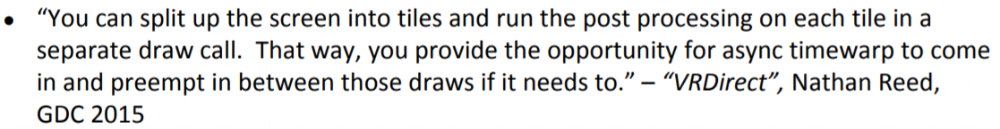 • “You can split up the screen into tiles and run the post processing on each tile in a
separate draw call.  That way, you provide the opportunity for async timewarp to come
in and preempt in between those draws if it needs to.” – “VRDirect”, Nathan Reed,
GDC 2015